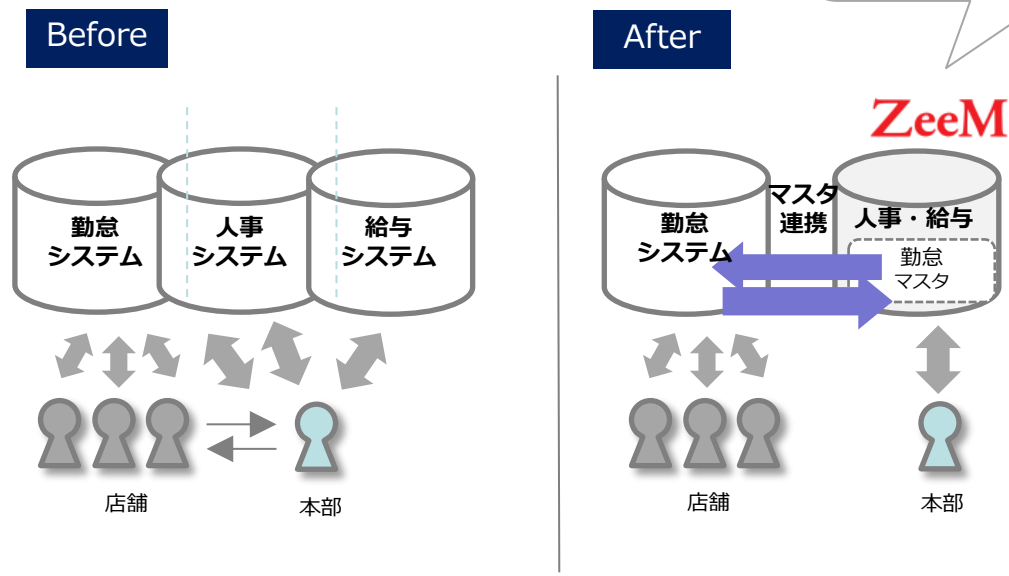 Before
勤怠
システム
人事
システム
給与
システム
店舗
本部
After
ZeeM
勤怠
システム
マスタ
連携
人事・給与
勤怠
マスタ
店舗
本部